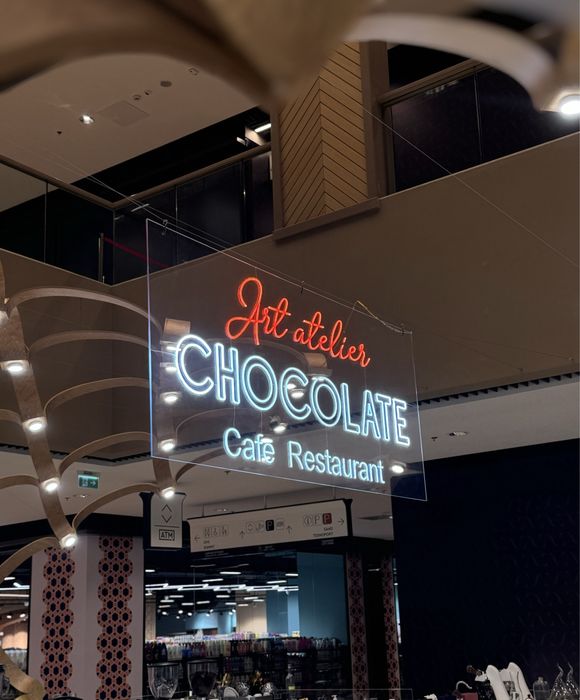 Art atelier
CHOCOLATE
Cafe Restaurant
ATM